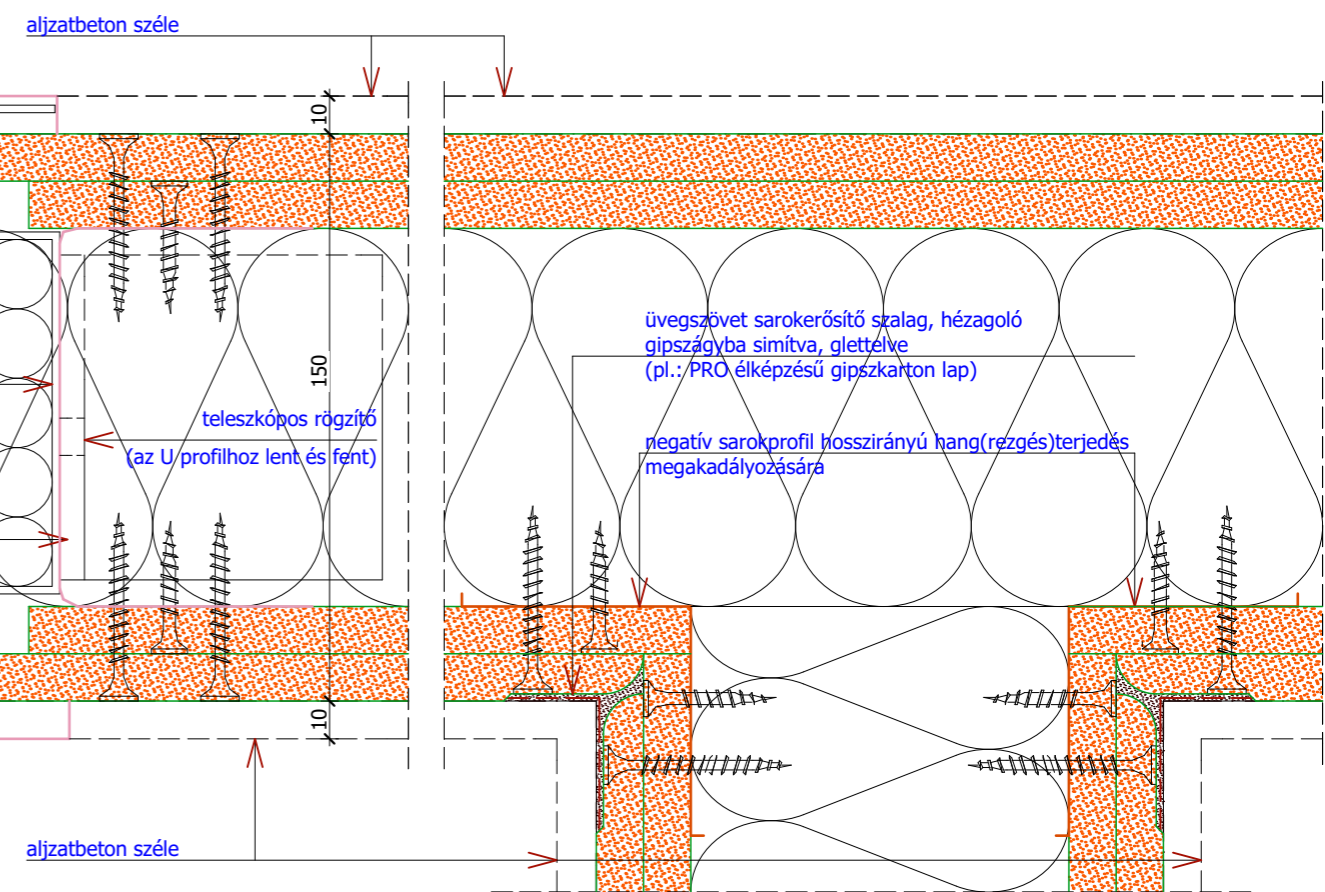 aljzatbeton széle
10
150
üvegszövet sarokerősítő szalag, hézagoló
gipszágyba simítva, glettelve
(pl.: PRO élképzésű gipszkarton lap)
teleszkópos rögzítő
(az U profilhoz lent és fent)
negatív sarokprofil hosszirányú hang(rezgés)terjedés
megakadályozására
10
aljzatbeton széle